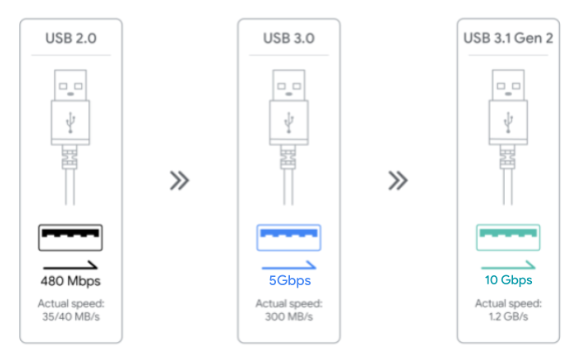 USB 2.0
480 Mbps
Actual speed:
35/40 MB/s
USB 3.0
5Gbps
Actual speed:
300 MB/s
USB 3.1 Gen 2
10 Gbps
Actual speed:
1.2 GB/s